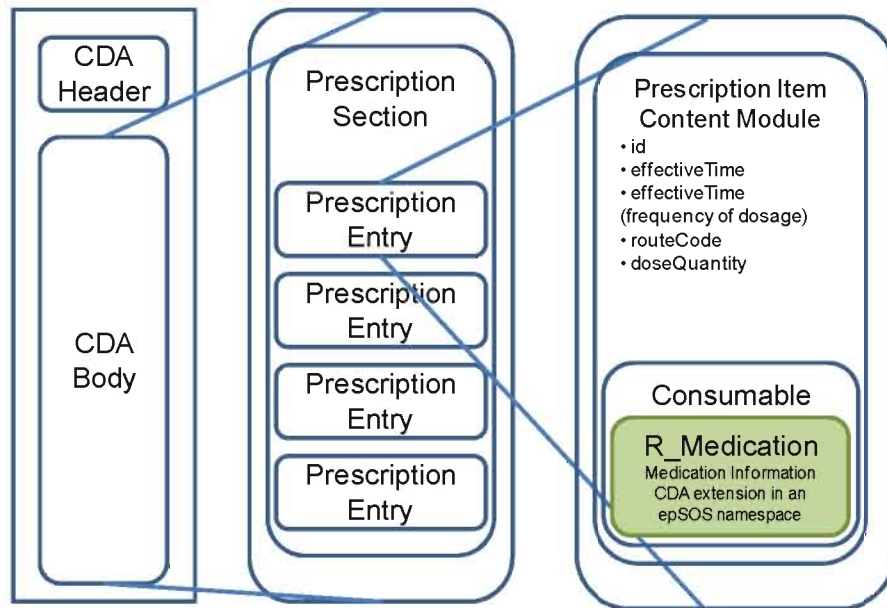 CDA
Header
CDA
Body
Prescription
Section
Prescription
Entry
Prescription
Entry
Prescription
Entry
Prescription
Entry
Prescription Item
Content Module
• id
• effectiveTime
• effectiveTime
(frequency of dosage)
• routeCode
• doseQuantity
Consumable
R_Medication
Medication Information
CDA extension in an
epSOS namespace